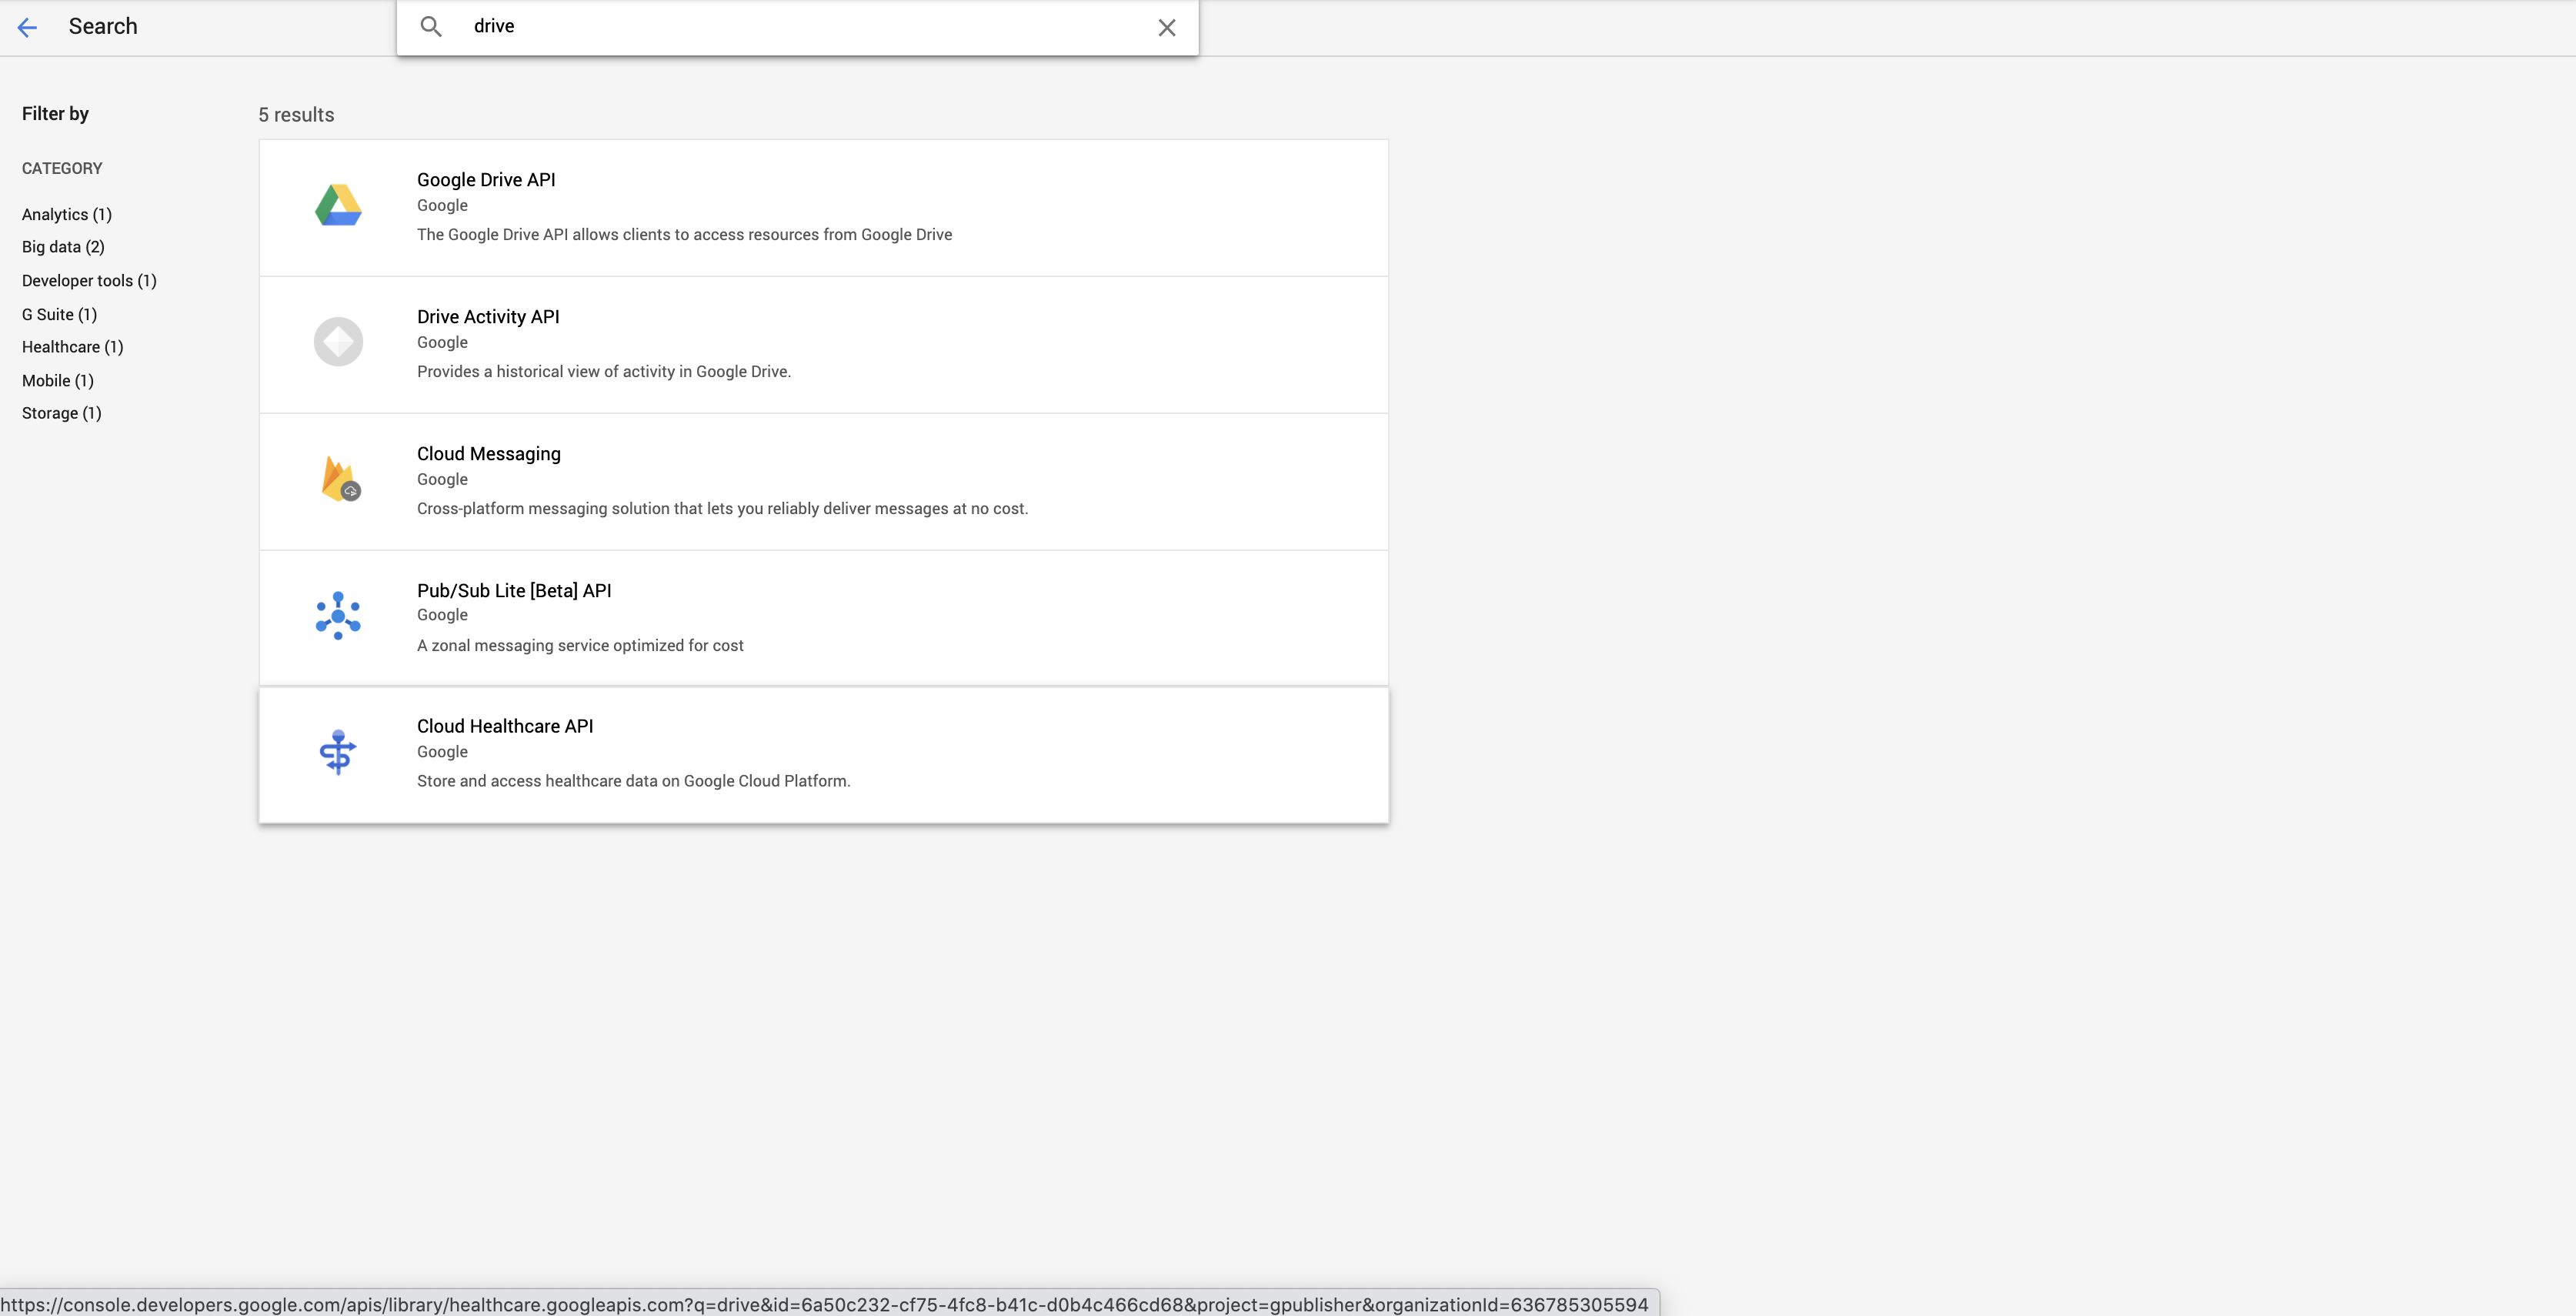 Search
drive
Filter by
CATEGORY
Analytics (1)
Big data (2)
Developer tools (1)
G Suite (1)
Healthcare (1)
Mobile (1)
Storage (1)
5 results
Google Drive API
Google
The Google Drive API allows clients to access resources from Google Drive
Drive Activity API
Google
Provides a historical view of activity in Google Drive.
Cloud Messaging
Google
Cross-platform messaging solution that lets you reliably deliver messages at no cost.
Pub/Sub Lite [Beta] API
Google
A zonal messaging service optimized for cost
Cloud Healthcare API
Google
Store and access healthcare data on Google Cloud Platform.
https://console.developers.google.com/apis/library/healthcare.googleapis.com?q=drive&id=6a50c232-cf75-4fc8-b41c-d0b4c466cd68&project=gpublisher&organizationId=636785305594